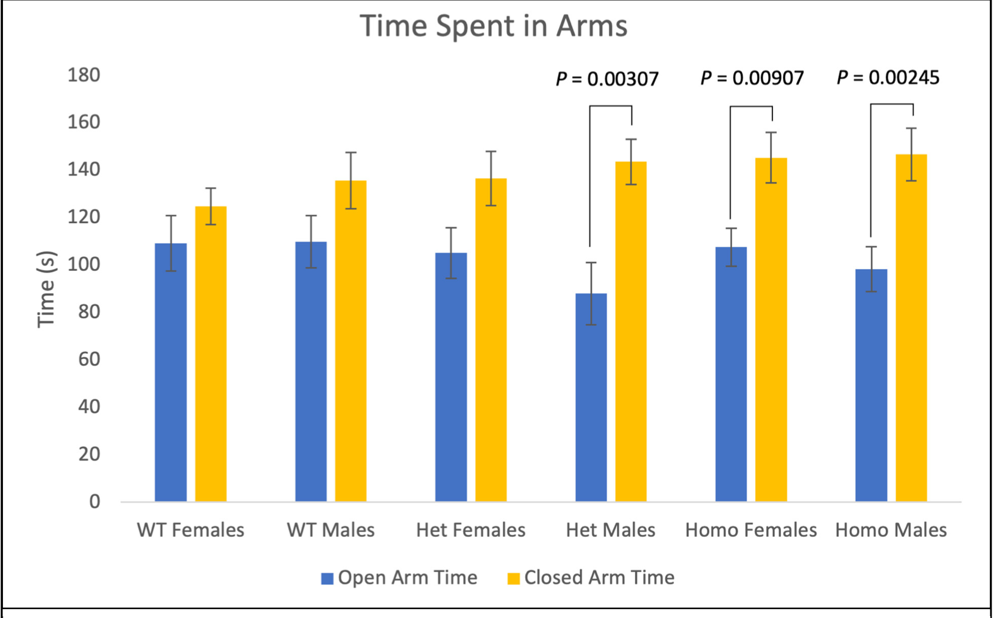 Time Spent in Arms
P = 0.00307 P = 0.00907 P = 0.00245
180
160
140
120
100
80
60
40
20
0
Time (s)
WT Females WT Males Het Females Het Males Homo Females Homo Males
Open Arm Time Closed Arm Time